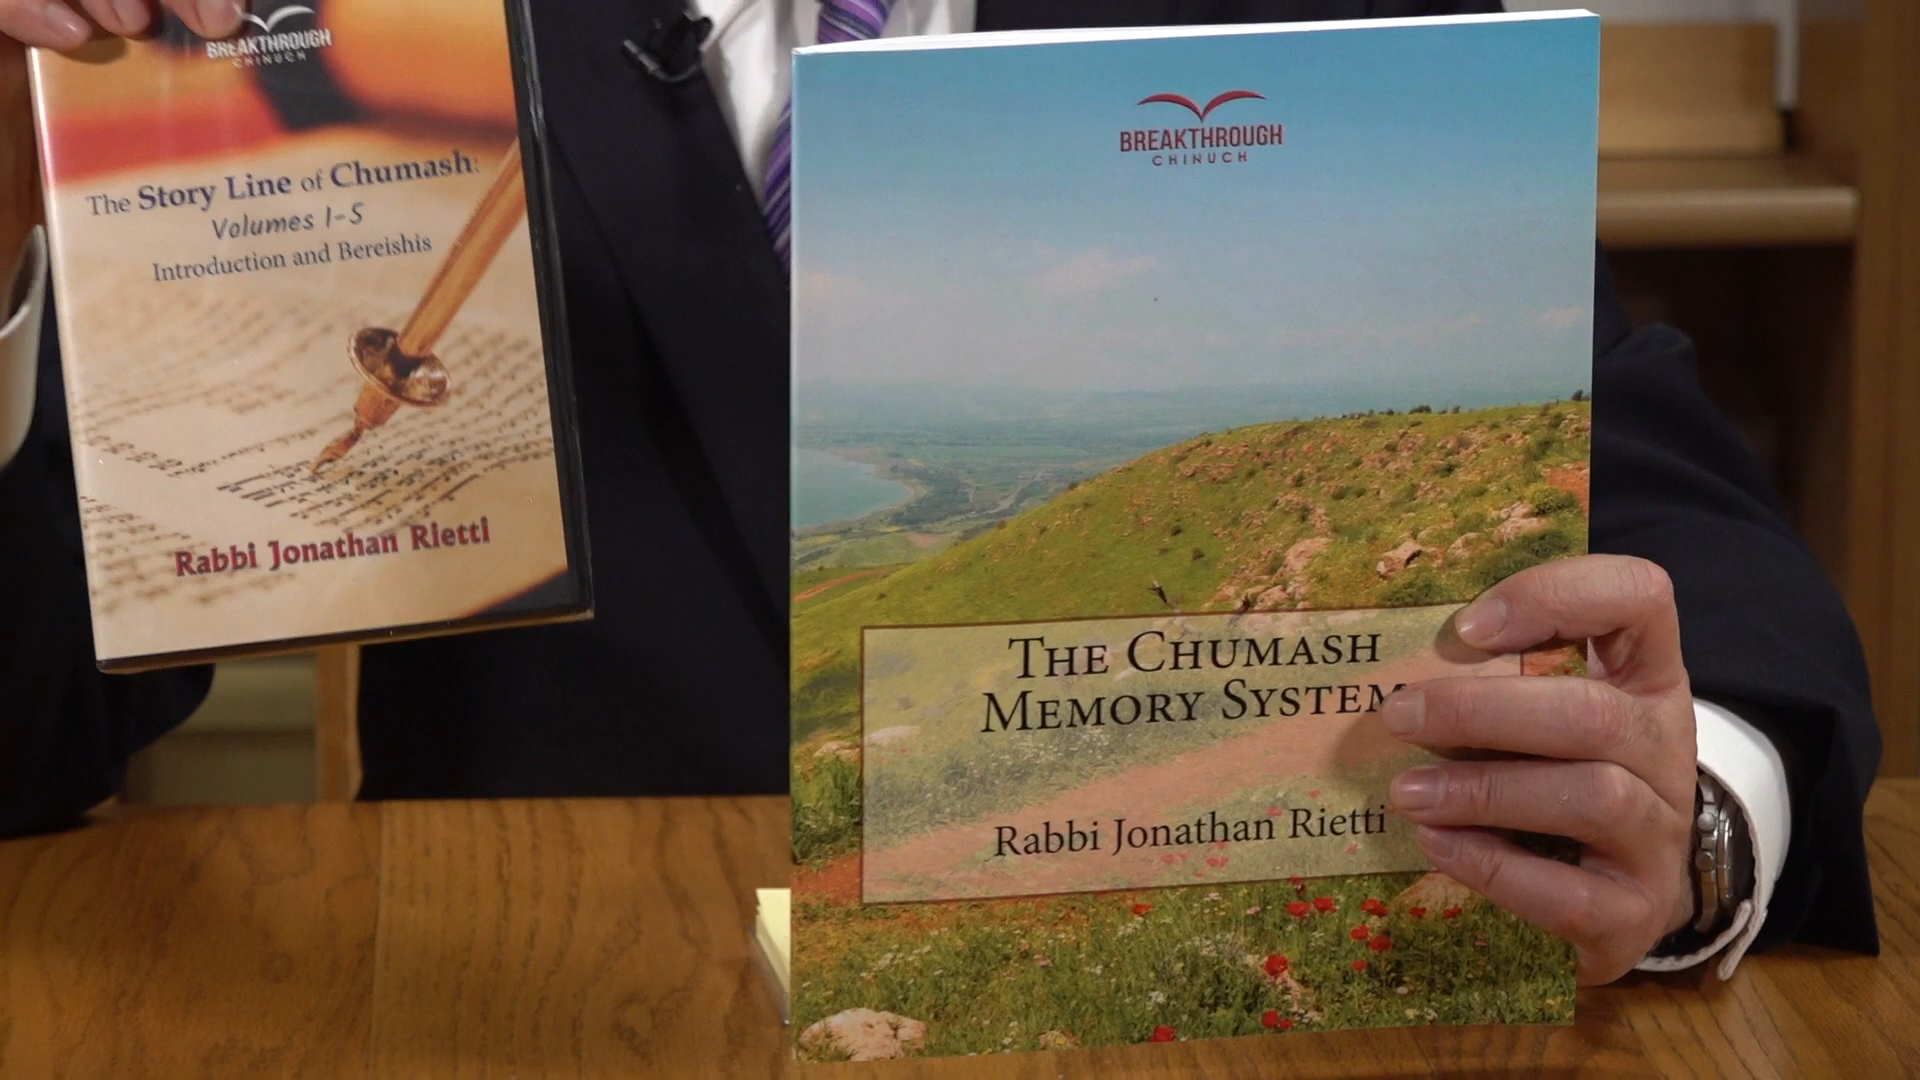 BREAKTHROUGH
CHINUCH
The Story Line of Chumash:
Volumes 1-5
Introduction and Bereishis
Rabbi Jonathan Rietti
BREAKTHROUGH
CHINUCH
THE CHUMASH
MEMORY SYSTEM
Rabbi Jonathan Rietti